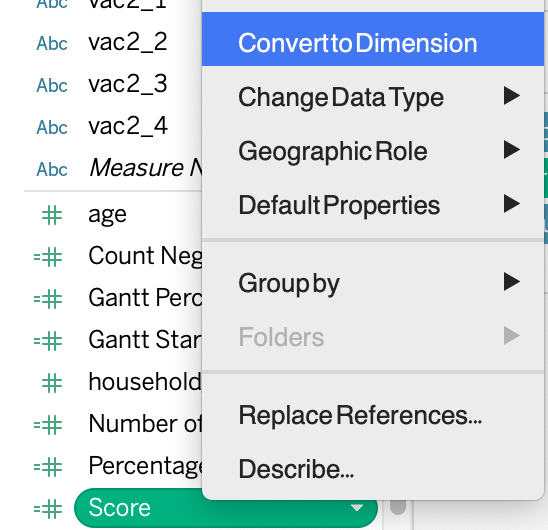 Abc vac2_1
Abc vac2_2
Abc vac2_3
Abc vac2_4
Abc Measure N
age
Count Neg
Gantt Perc
Gantt Star
household
Number of
Percentage
Score
Convert to Dimension
Change Data Type
Geographic Role
Default Properties
Group by
Folders
Replace References...
Describe...